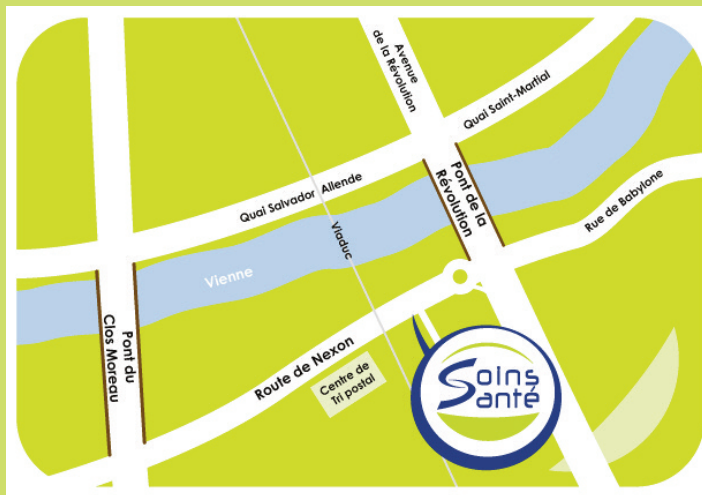 Avenue
de la Révolution
Quai Saint-Martial
Quai Salvador Allende
Pont de la
Révolution
Rue de Babylone
Viaduc
Vienne
Pont du
Clos Moreau
Route de Nexon
Centre de
Tri postal
Soins
Santé